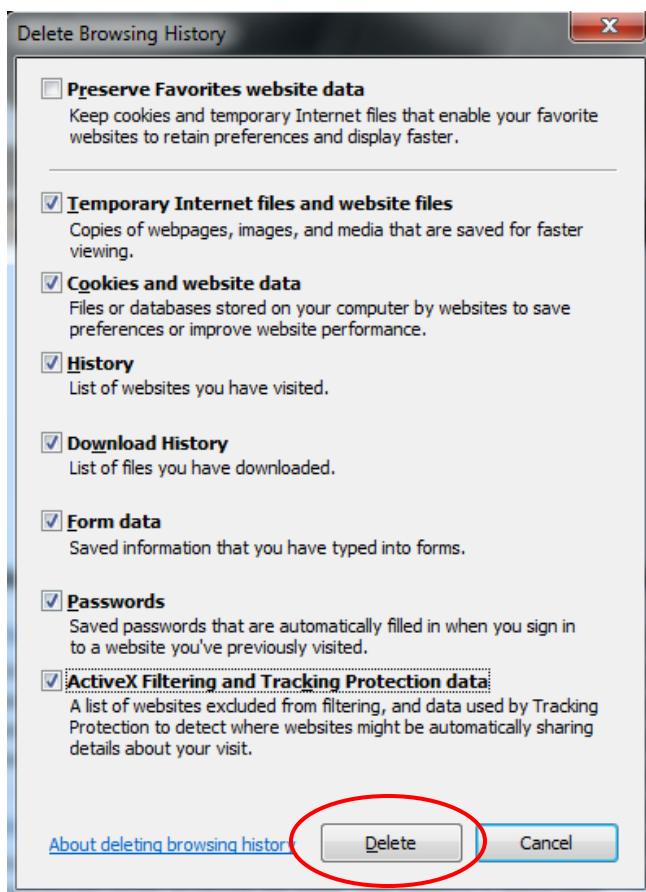 Delete Browsing History
Preserve Favorites website data
Keep cookies and temporary Internet files that enable your favorite
websites to retain preferences and display faster.
Temporary Internet files and website files
Copies of webpages, images, and media that are saved for faster
viewing.
Cookies and website data
Files or databases stored on your computer by websites to save
preferences or improve website performance.
History
List of websites you have visited.
Download History
List of files you have downloaded.
Form data
Saved information that you have typed into forms.
Passwords
Saved passwords that are automatically filled in when you sign in
to a website you've previously visited.
ActiveX Filtering and Tracking Protection data
A list of websites excluded from filtering, and data used by Tracking
Protection to detect where websites might be automatically sharing
details about your visit.
About deleting browsing history Delete Cancel